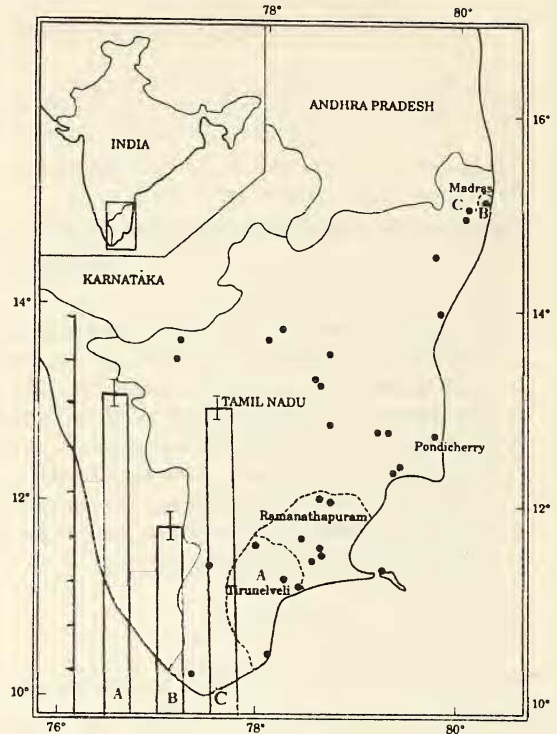 78°
80°
ANDHRA PRADESH
16°
INDIA
Madras
C
B
KARNATAKA
14°
14°
TAMIL NADU
Pondicherry
12°
12°
Ramanathapuram
A
Tirunelveli
10°
A
B
C
10°
76°
78°
80°